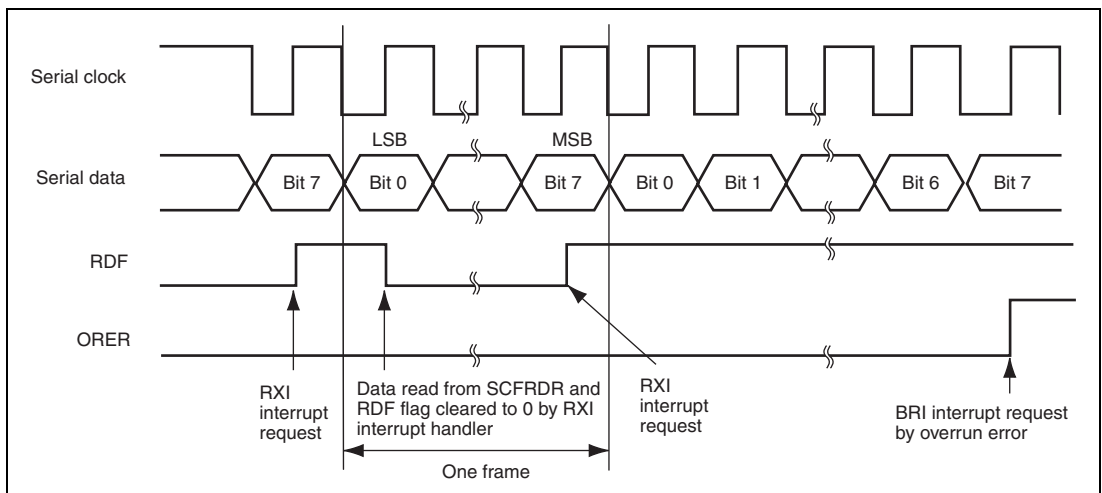 Serial clock
LSB
MSB
Serial data
Bit 7
Bit 0
Bit 7
Bit 0
Bit 1
Bit 6
Bit 7
RDF
ORER
RXI
interrupt
request
Data read from SCFRDR and
RDF flag cleared to 0 by RXI
interrupt handler
RXI
interrupt
request
BRI interrupt request
by overrun error
One frame